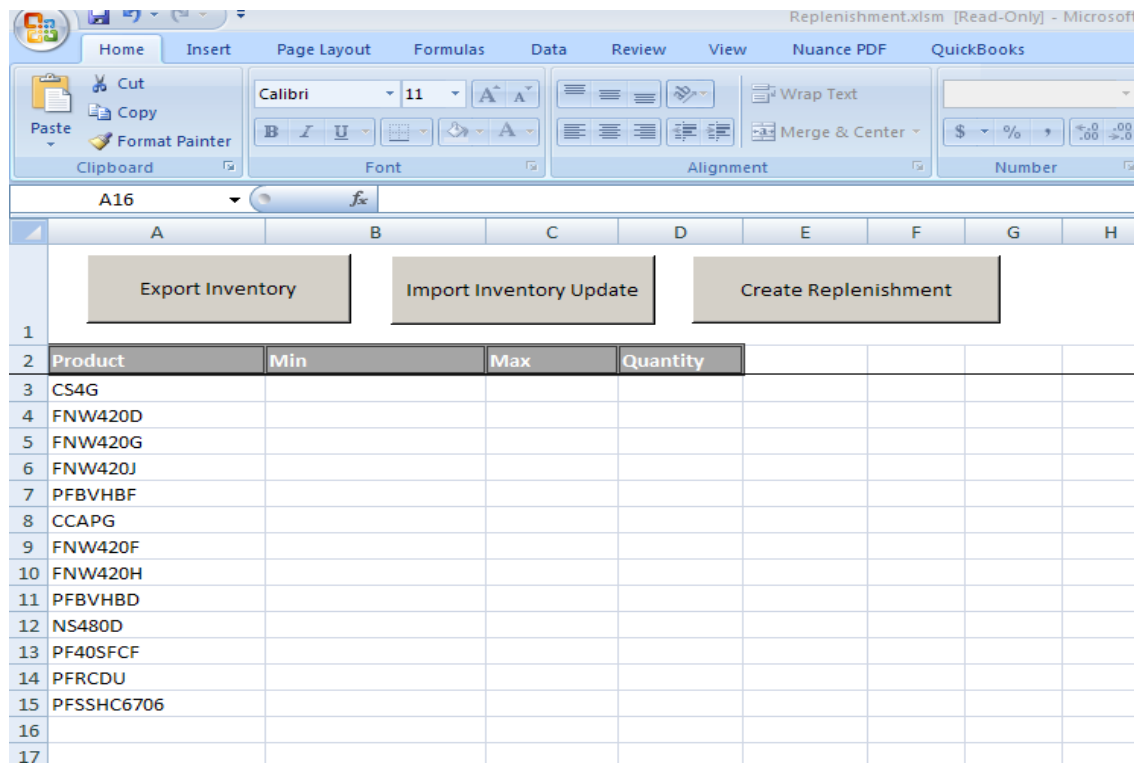 Replenishment.xlsm [Read-Only] - Microsoft
Home Insert Page Layout Formulas Data Review View Nuance PDF QuickBooks
Paste
Cut
Copy
Format Painter
Clipboard
Calibri 11
B I U A
Font
Wrap Text
Merge & Center
Alignment
$ % , .00 .00
Number
A16 fx
A B C D E F G H
Export Inventory Import Inventory Update Create Replenishment
1
2 Product Min Max Quantity
3 CS4G
4 FNW420D
5 FNW420G
6 FNW420J
7 PFBVHBF
8 CCAPG
9 FNW420F
10 FNW420H
11 PFBVHBD
12 NS480D
13 PF40SFCF
14 PFRCDU
15 PFSSHC6706
16
17